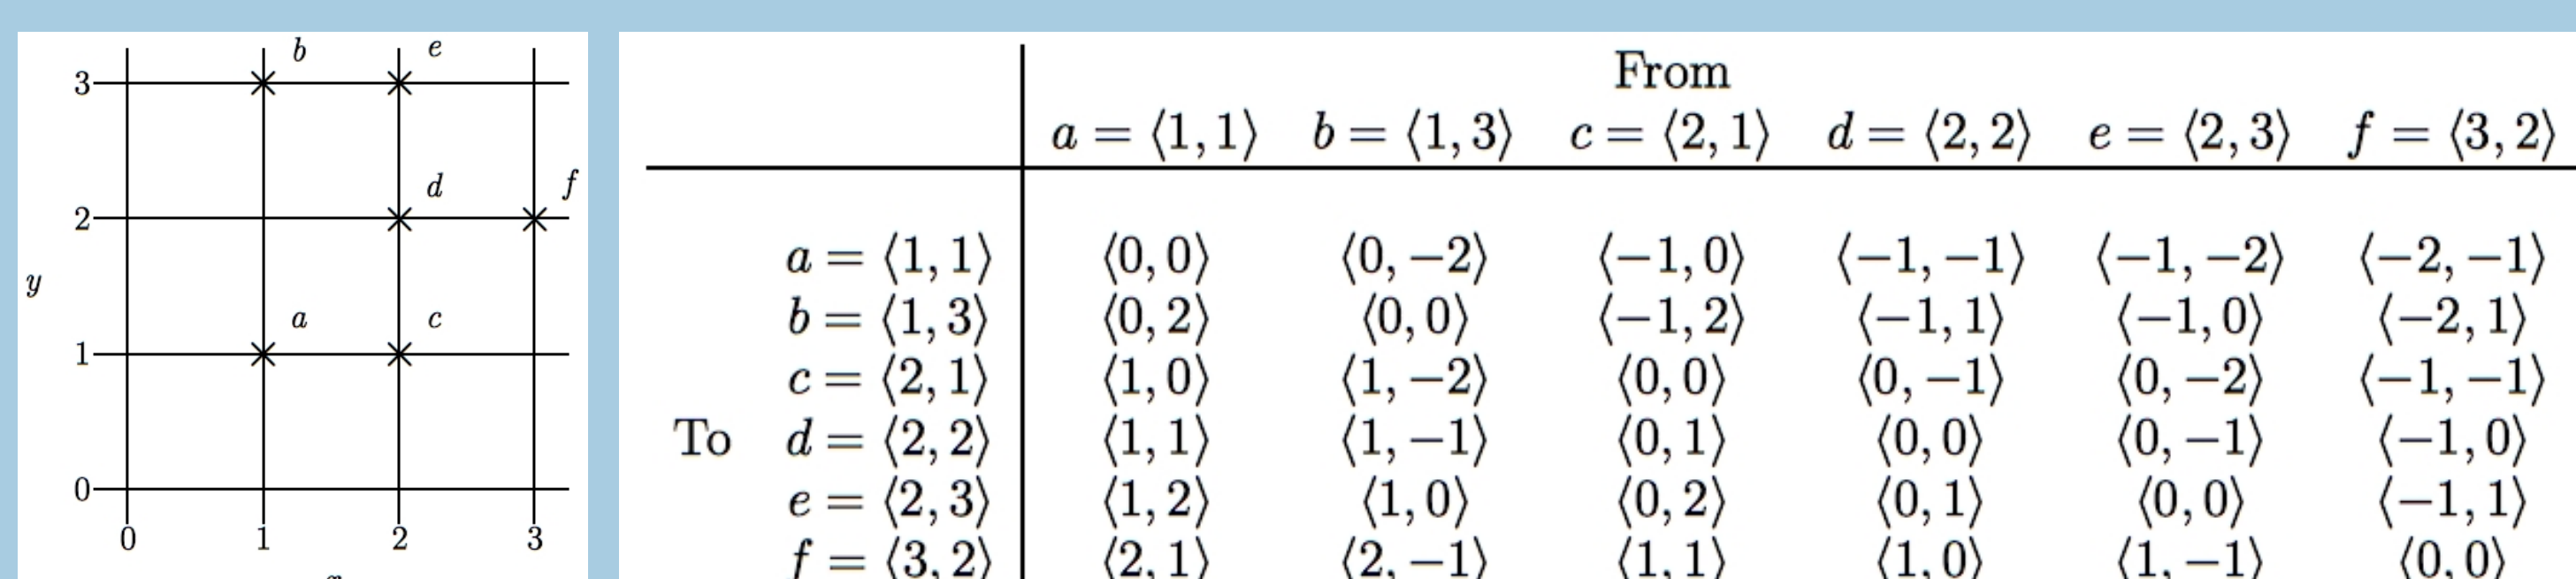 b e
3
d f
2
y
a c
1
0
0 1 2 3
x
From
a = ⟨1, 1⟩ b = ⟨1, 3⟩ c = ⟨2, 1⟩ d = ⟨2, 2⟩ e = ⟨2, 3⟩ f = ⟨3, 2⟩
a = ⟨1, 1⟩ ⟨0, 0⟩ ⟨0, −2⟩ ⟨−1, 0⟩ ⟨−1, −1⟩ ⟨−1, −2⟩ ⟨−2, −1⟩
b = ⟨1, 3⟩ ⟨0, 2⟩ ⟨0, 0⟩ ⟨−1, 2⟩ ⟨−1, 1⟩ ⟨−1, 0⟩ ⟨−2, 1⟩
c = ⟨2, 1⟩ ⟨1, 0⟩ ⟨1, −2⟩ ⟨0, 0⟩ ⟨0, −1⟩ ⟨0, −2⟩ ⟨−1, −1⟩
To d = ⟨2, 2⟩ ⟨1, 1⟩ ⟨1, −1⟩ ⟨0, 1⟩ ⟨0, 0⟩ ⟨0, −1⟩ ⟨−1, 0⟩
e = ⟨2, 3⟩ ⟨1, 2⟩ ⟨1, 0⟩ ⟨0, 2⟩ ⟨0, 1⟩ ⟨0, 0⟩ ⟨−1, 1⟩
f = ⟨3, 2⟩ ⟨2, 1⟩ ⟨2, −1⟩ ⟨1, 1⟩ ⟨1, 0⟩ ⟨1, −1⟩ ⟨0, 0⟩